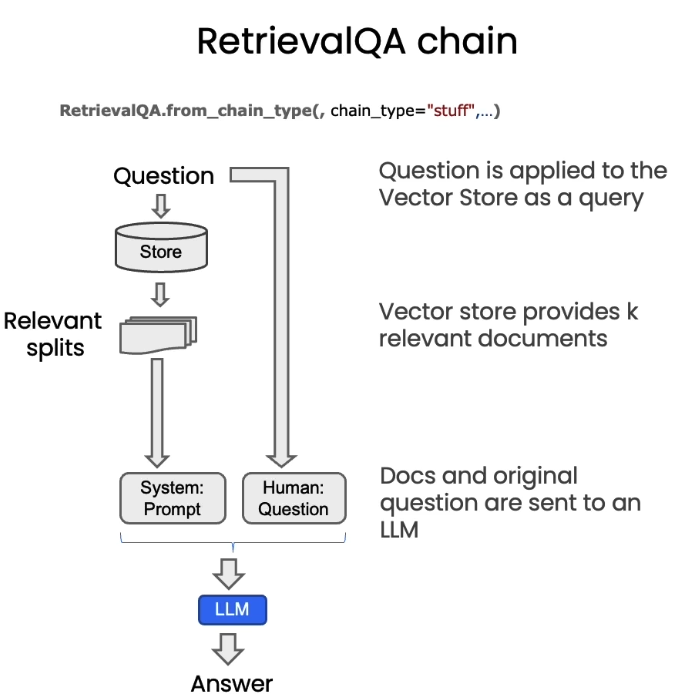 RetrievalQA chain
RetrievalQA.from_chain_type(, chain_type="stuff",...)
Question
Question is applied to the
Vector Store as a query
Store
Relevant
splits
Vector store provides k
relevant documents
System:
Prompt
Human:
Question
Docs and original
question are sent to an
LLM
LLM
Answer